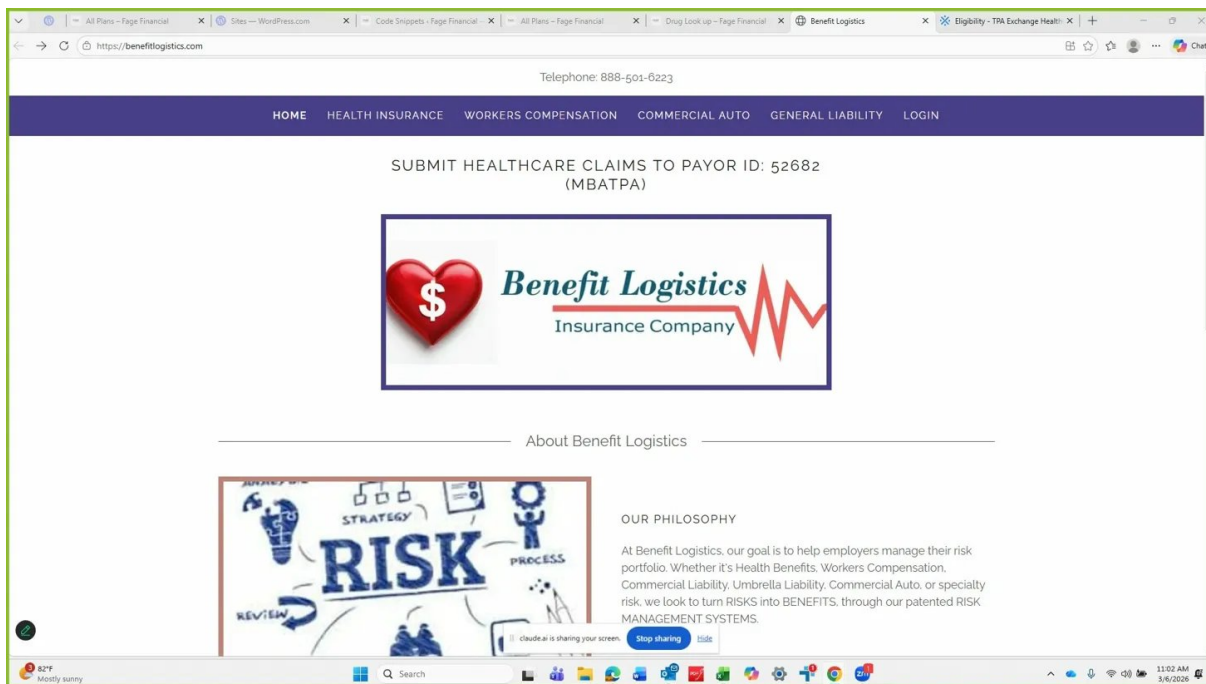 All Plans – Fage Financial
Sites — WordPress.com
Code Snippets ‹ Fage Financial —
All Plans – Fage Financial
Drug Look up – Fage Financial
Benefit Logistics
Eligibility - TPA Exchange Health
https://benefitlogistics.com
Chat
Telephone: 888-501-6223
HOME
HEALTH INSURANCE
WORKERS COMPENSATION
COMMERCIAL AUTO
GENERAL LIABILITY
LOGIN
SUBMIT HEALTHCARE CLAIMS TO PAYOR ID: 52682
(MBATPA)
$
Benefit Logistics
Insurance Company
About Benefit Logistics
STRATEGY
RISK
PROCESS
REVIEW
OUR PHILOSOPHY
At Benefit Logistics, our goal is to help employers manage their risk
portfolio. Whether it's Health Benefits, Workers Compensation,
Commercial Liability, Umbrella Liability, Commercial Auto, or specialty
risk, we look to turn RISKS into BENEFITS, through our patented RISK
MANAGEMENT SYSTEMS.
claude.ai is sharing your screen.
Stop sharing
Hide
3
82°F
Mostly sunny
Search
11:02 AM
3/6/2026